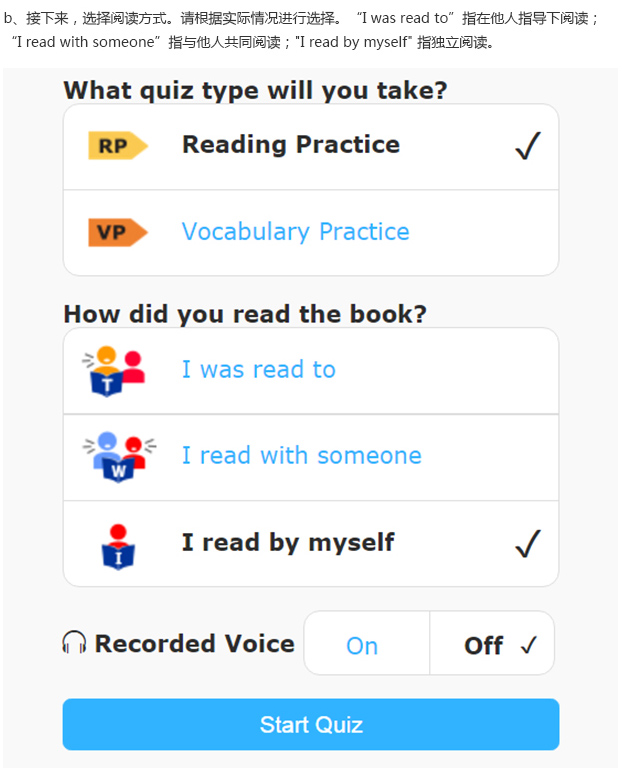 b、接下来，选择阅读方式。请根据实际情况进行选择。“I was read to”指在他人指导下阅读；
“I read with someone”指与他人共同阅读；"I read by myself" 指独立阅读。
What quiz type will you take?
RP Reading Practice ✓
VP Vocabulary Practice
How did you read the book?
T I was read to
W I read with someone
I I read by myself ✓
Recorded Voice On Off ✓
Start Quiz